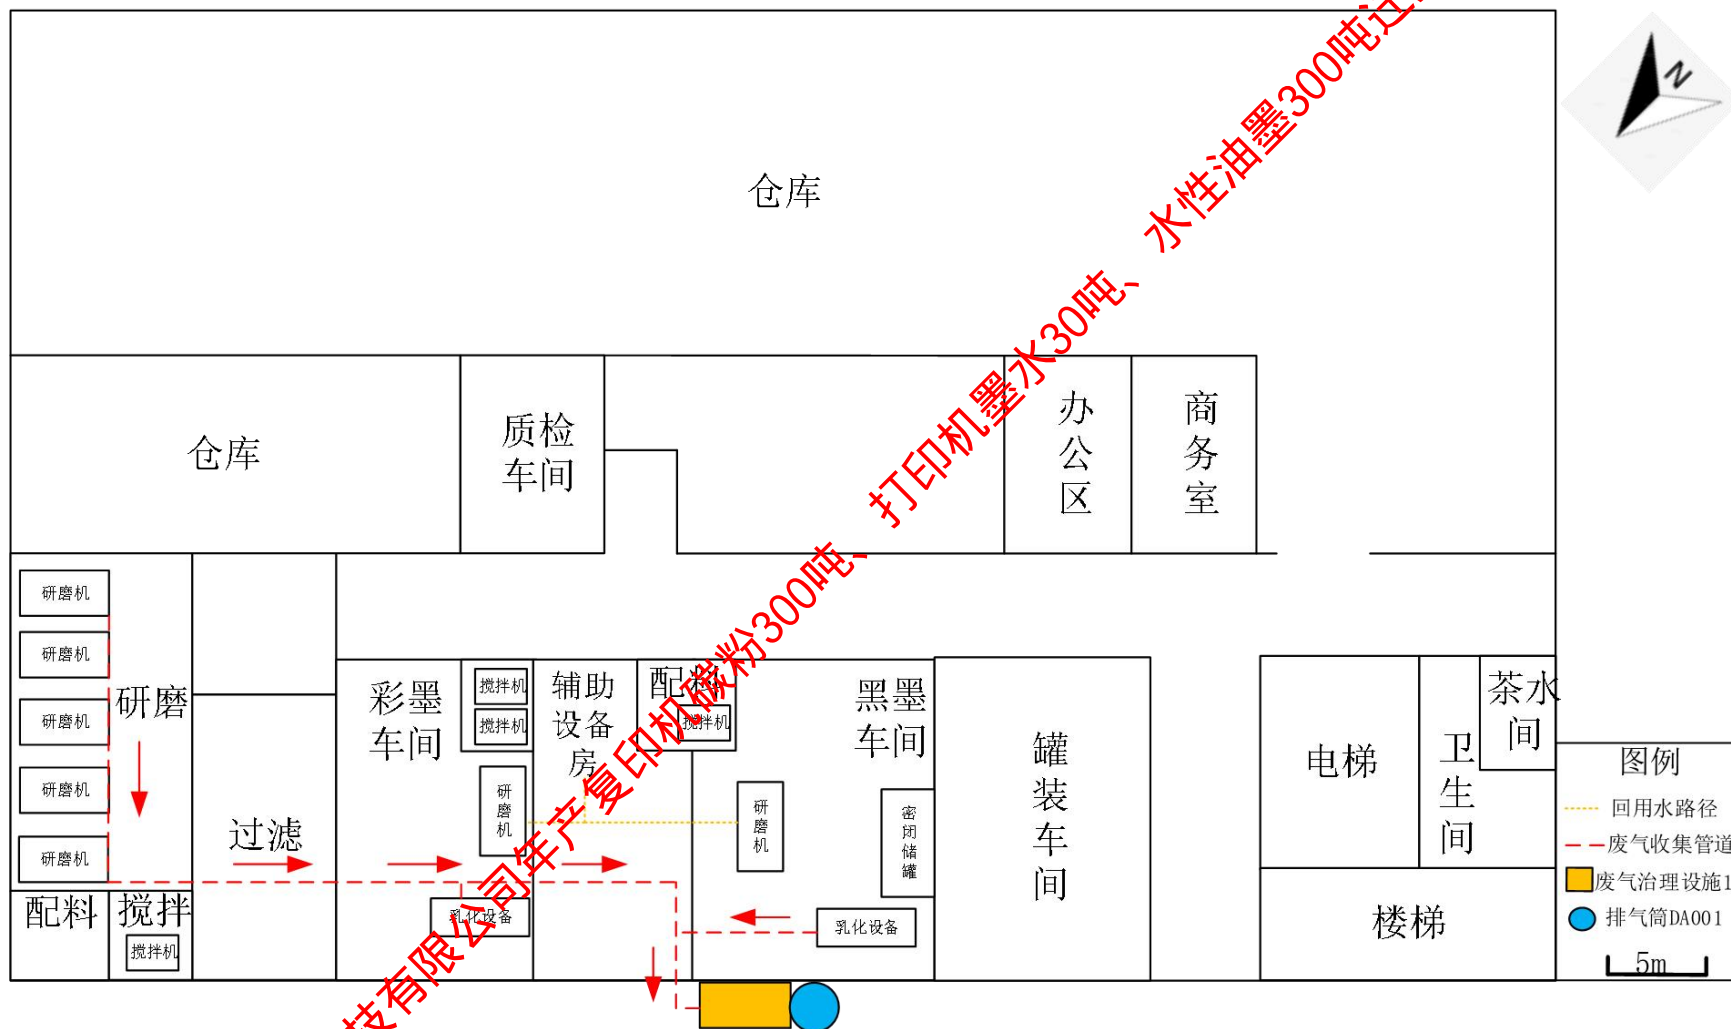 N
仓库
仓库
质检
车间
办公区
商务室
研磨机
研磨机
研磨机
研磨机
研磨机
研磨
配料
搅拌
搅拌机
过滤
彩墨
车间
搅拌机
搅拌机
研磨机
乳化设备
辅助
设备
房
配料
搅拌机
黑墨
车间
研磨机
密闭储罐
乳化设备
罐装车间
电梯
卫生间
茶水
间
楼梯
图例
回用水路径
废气收集管道
废气治理设施1
排气筒DA001
5m
技有限公司年产复印机碳粉300吨、打印机墨水30吨、水性油墨300吨迁